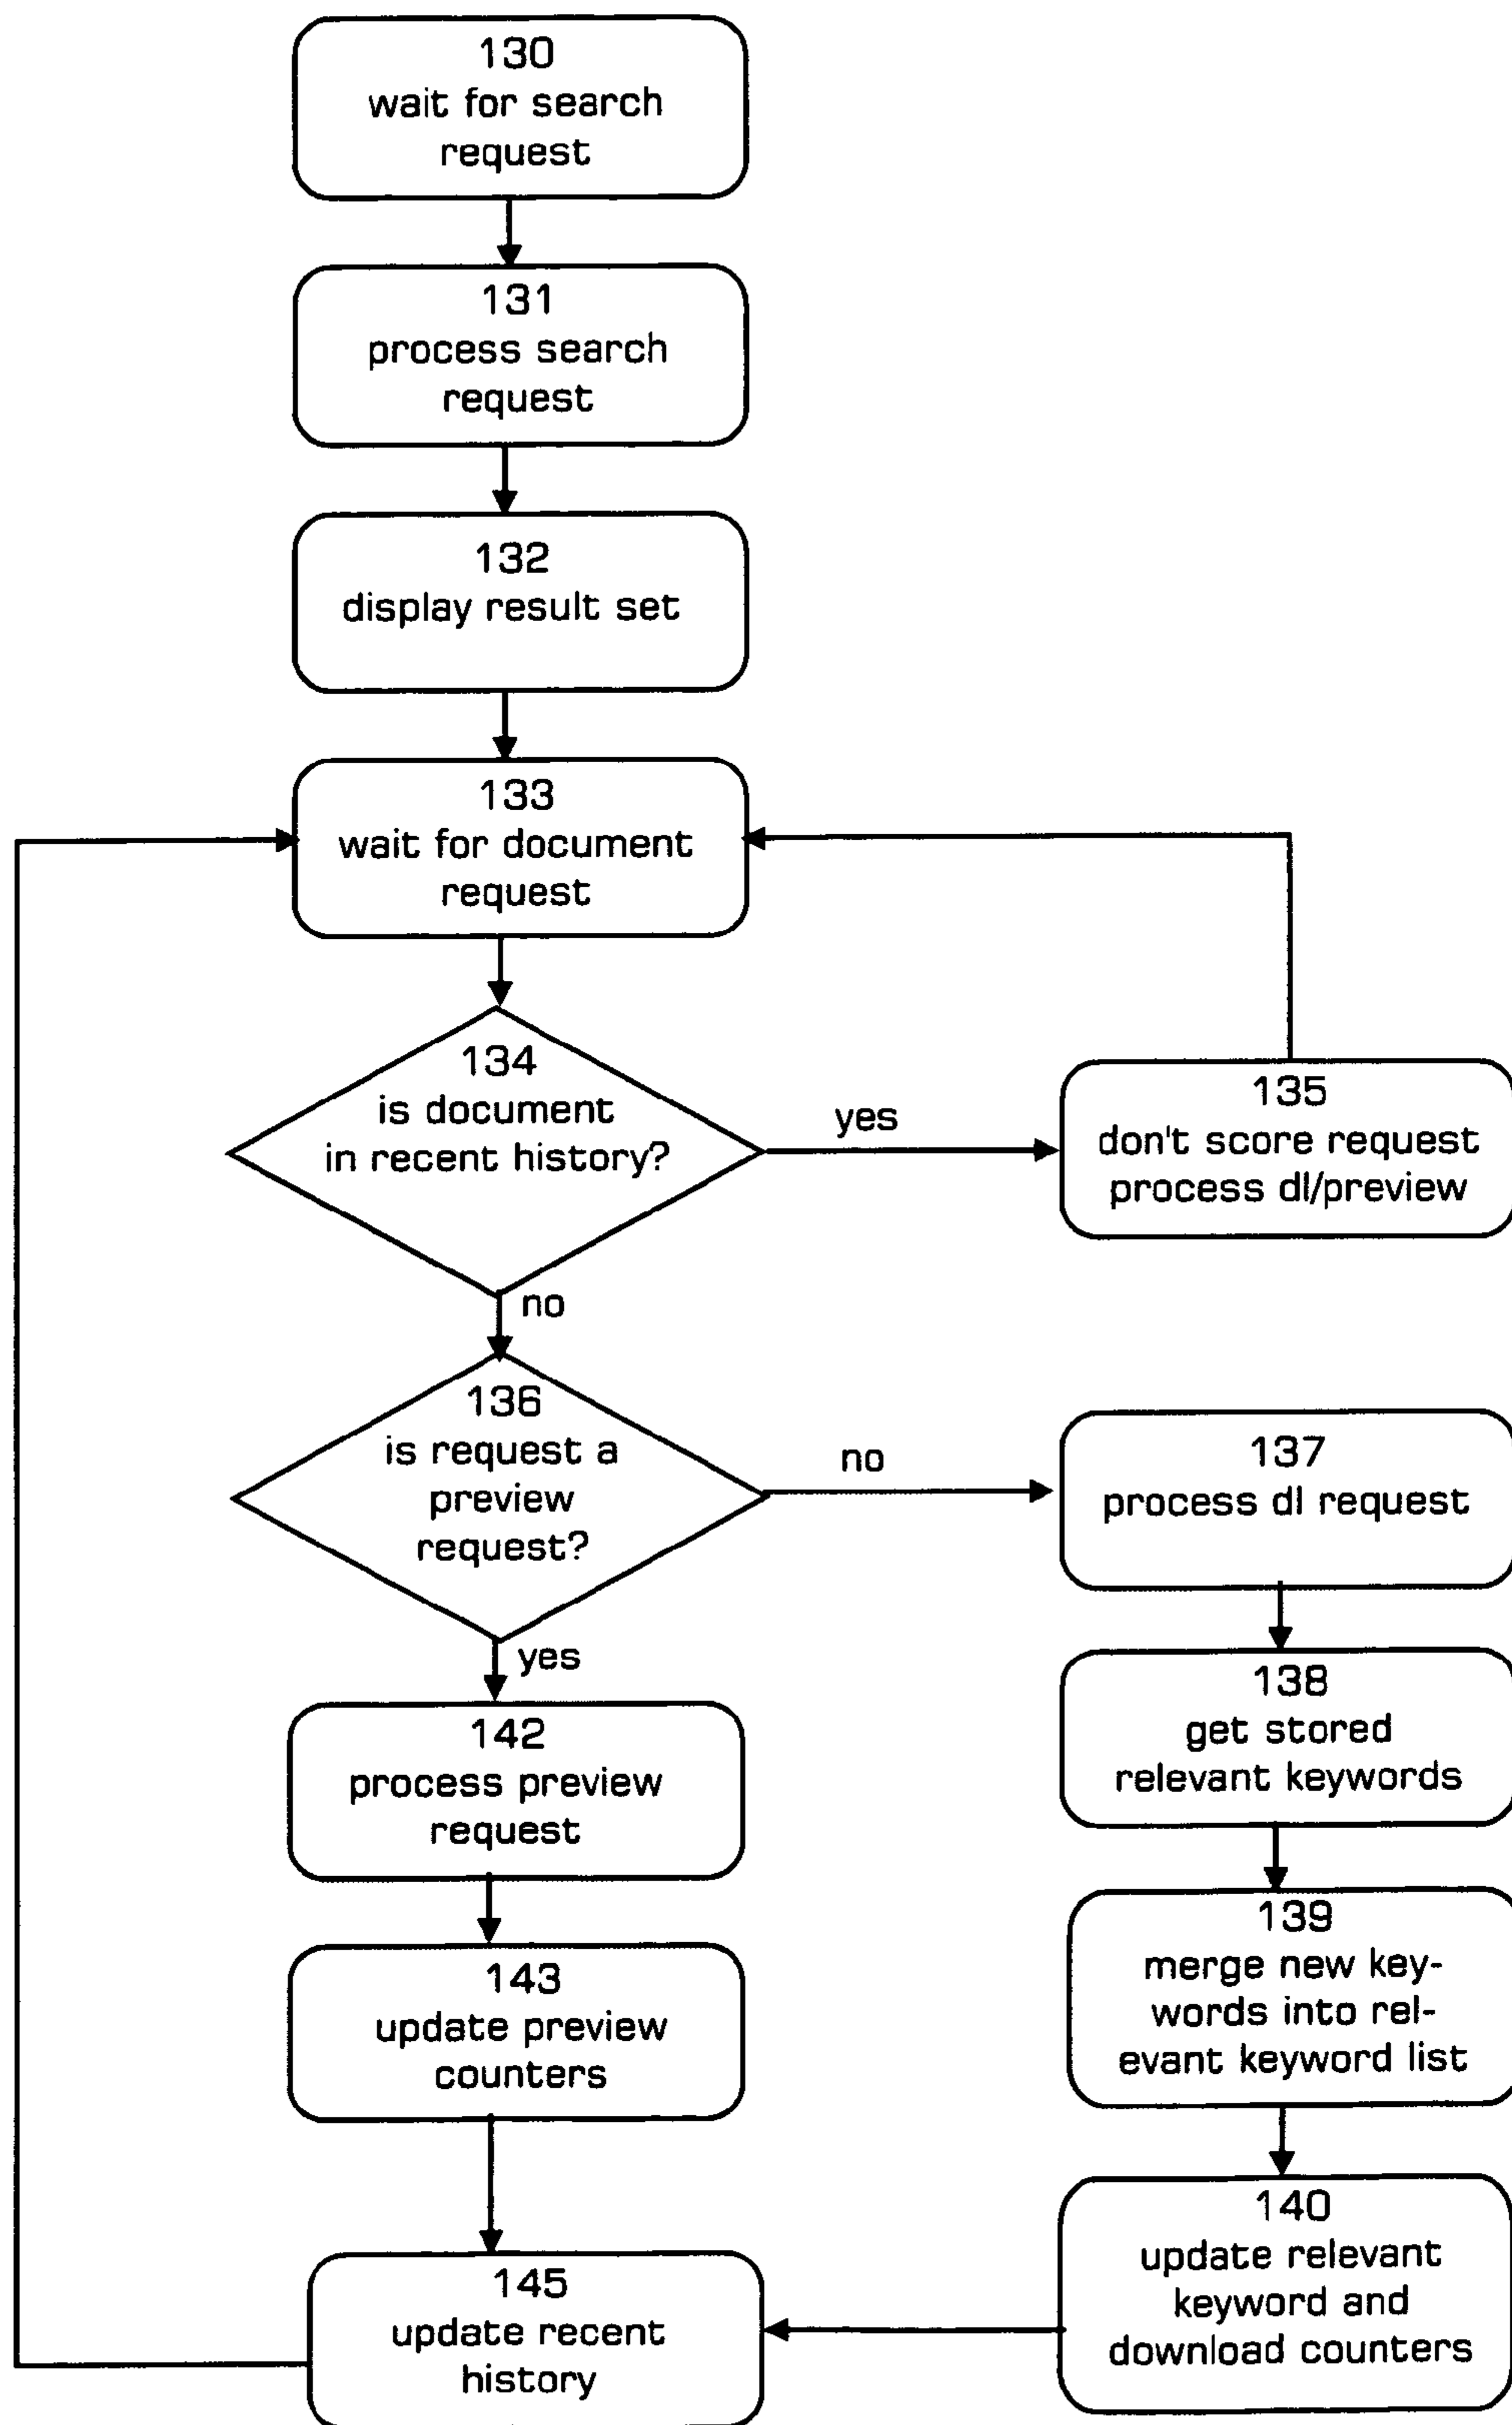 130
wait for search
request
131
process search
request
132
display result set
133
wait for document
request
134
is document
in recent history?
yes
135
don't score request
process dl/preview
no
136
is request a
preview
request?
no
137
process dl request
yes
138
get stored
relevant keywords
142
process preview
request
139
merge new key-
words into rel-
evant keyword list
143
update preview
counters
140
update relevant
keyword and
download counters
145
update recent
history